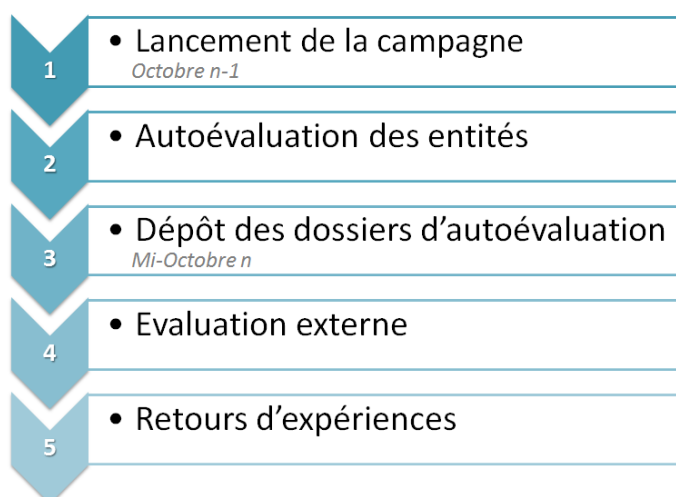 1
• Lancement de la campagne
Octobre n-1
2
• Autoévaluation des entités
3
• Dépôt des dossiers d'autoévaluation
Mi-Octobre n
4
• Evaluation externe
5
• Retours d'expériences